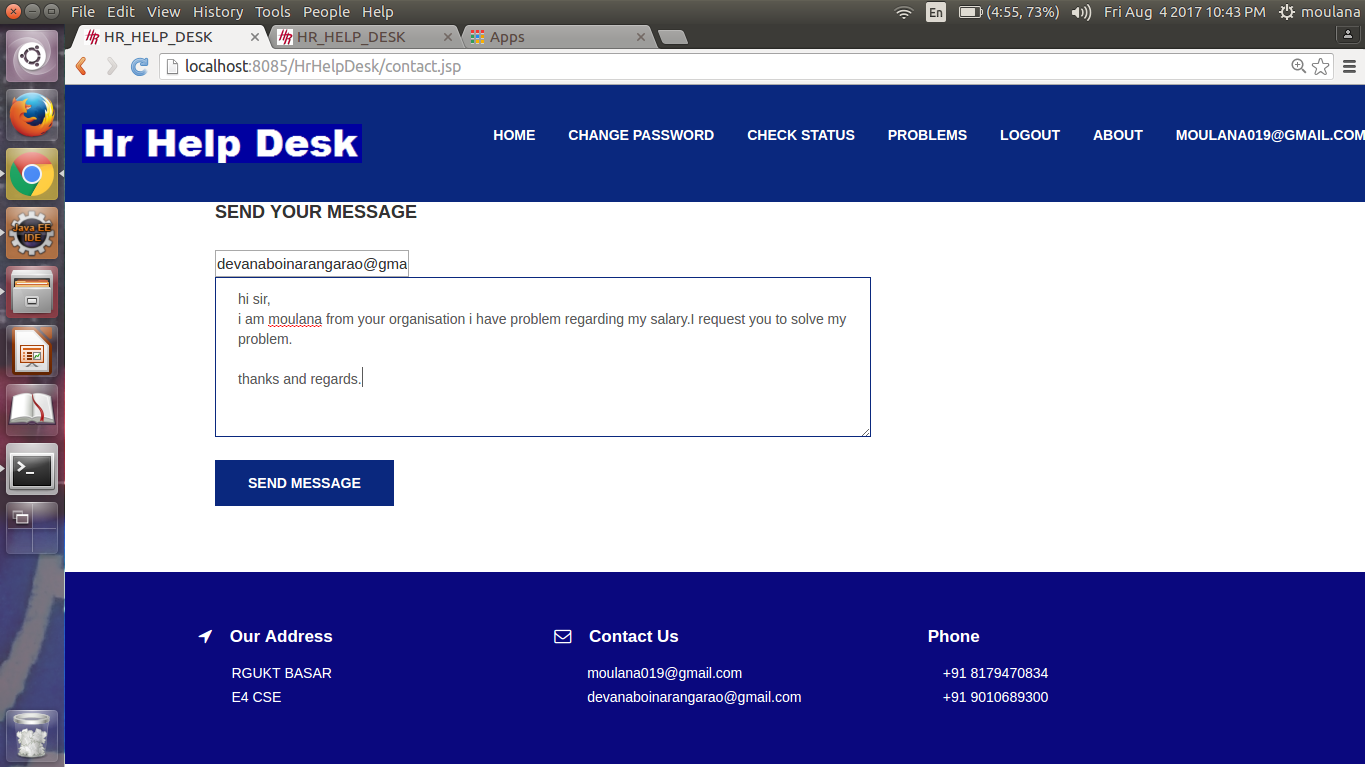 File Edit View History Tools People Help
En (4:55, 73%) Fri Aug 4 2017 10:43 PM moulana
HR_HELP_DESK HR_HELP_DESK Apps
localhost:8085/HrHelpDesk/contact.jsp
Java EE
IDE
Hr Help Desk
HOME CHANGE PASSWORD CHECK STATUS PROBLEMS LOGOUT ABOUT MOULANA019@GMAIL.COM
SEND YOUR MESSAGE
devanaboinarangarao@gma
hi sir,
i am moulana from your organisation i have problem regarding my salary.I request you to solve my
problem.
thanks and regards.
SEND MESSAGE
Our Address
RGUKT BASAR
E4 CSE
Contact Us
moulana019@gmail.com
devanaboinarangarao@gmail.com
Phone
+91 8179470834
+91 9010689300